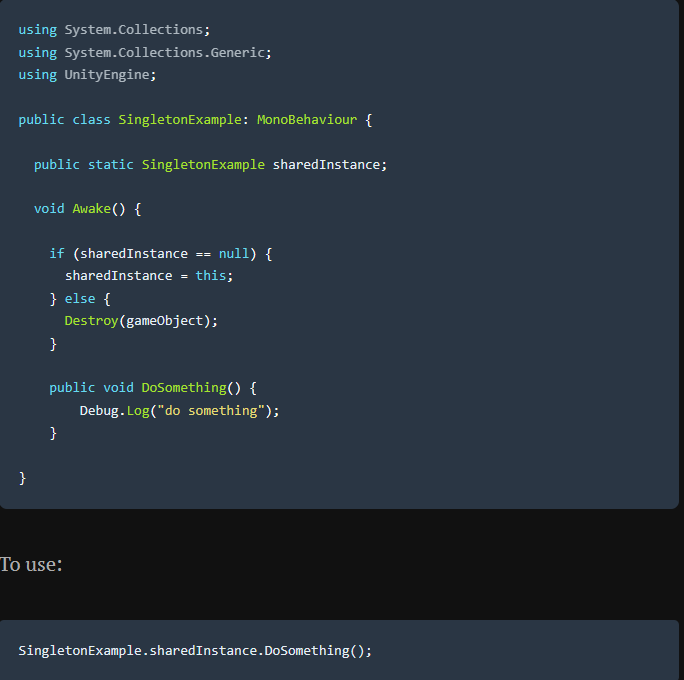 using System.Collections;
using System.Collections.Generic;
using UnityEngine;
public class SingletonExample: MonoBehaviour {
public static SingletonExample sharedInstance;
void Awake() {
if (sharedInstance == null) {
sharedInstance = this;
} else {
Destroy(gameObject);
}
public void DoSomething() {
Debug.Log("do something");
}
}
To use:
SingletonExample.sharedInstance.DoSomething();